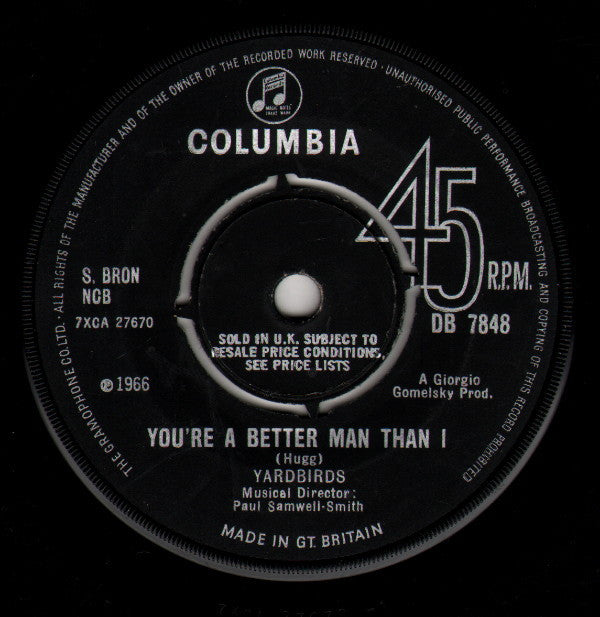 THE GRAMOPHONE CO. LTD. · ALL RIGHTS OF THE MANUFACTURER AND OF THE OWNER OF THE RECORDED WORK RESERVED · UNAUTHORISED PUBLIC PERFORMANCE BROADCASTING AND COPYING OF THIS RECORD PROHIBITED
COLUMBIA
45
R.P.M.
S. BRON
NCB
7XCA 27670
DB 7848
SOLD IN U.K. SUBJECT TO
RESALE PRICE CONDITIONS,
SEE PRICE LISTS
℗ 1966
A Giorgio
Gomelsky Prod.
YOU'RE A BETTER MAN THAN I
(Hugg)
YARDBIRDS
Musical Director:
Paul Samwell-Smith
MADE IN GT. BRITAIN